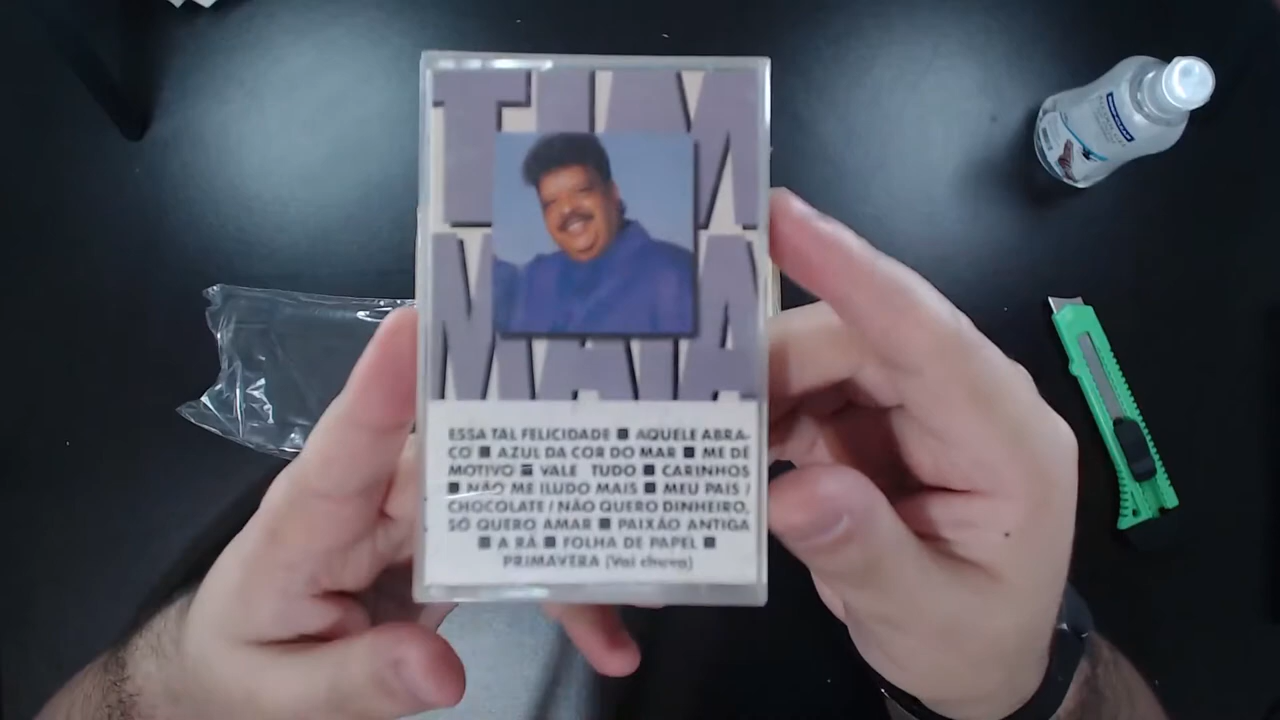 TIM
MAIA
ESSA TAL FELICIDADE ■ AQUELE ABRA-
ÇO ■ AZUL DA COR DO MAR ■ ME DÊ
MOTIVO ■ VALE TUDO ■ CARINHOS
■ NÃO ME ILUDO MAIS ■ MEU PAÍS /
CHOCOLATE / NÃO QUERO DINHEIRO,
SÓ QUERO AMAR ■ PAIXÃO ANTIGA
■ A RÃ ■ FOLHA DE PAPEL ■
PRIMAVERA (Vai chuva)